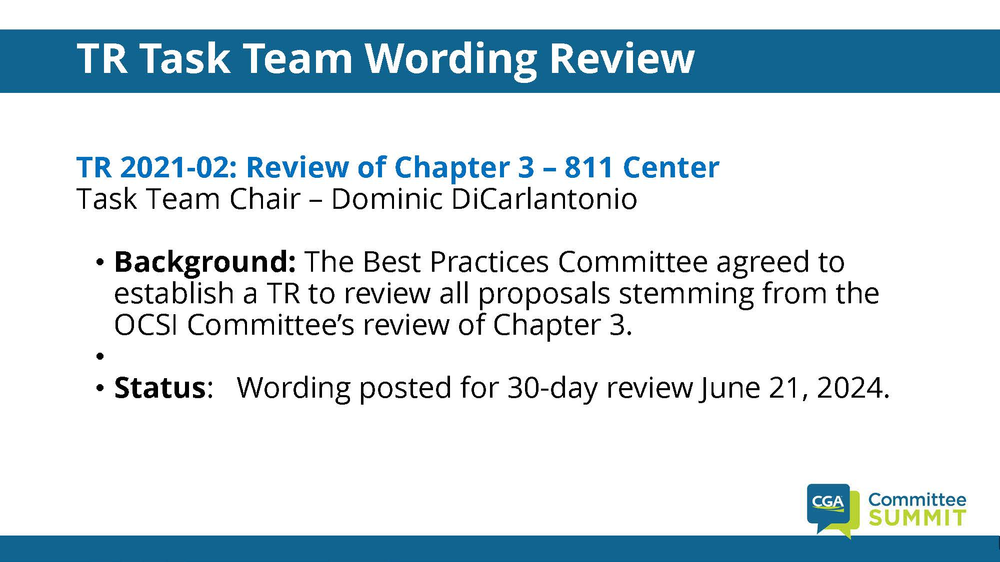 TR Task Team Wording Review
TR 2021-02: Review of Chapter 3 – 811 Center
Task Team Chair – Dominic DiCarlantonio
• Background: The Best Practices Committee agreed to
establish a TR to review all proposals stemming from the
OCSI Committee’s review of Chapter 3.
•
• Status: Wording posted for 30-day review June 21, 2024.
CGA
Committee
SUMMIT